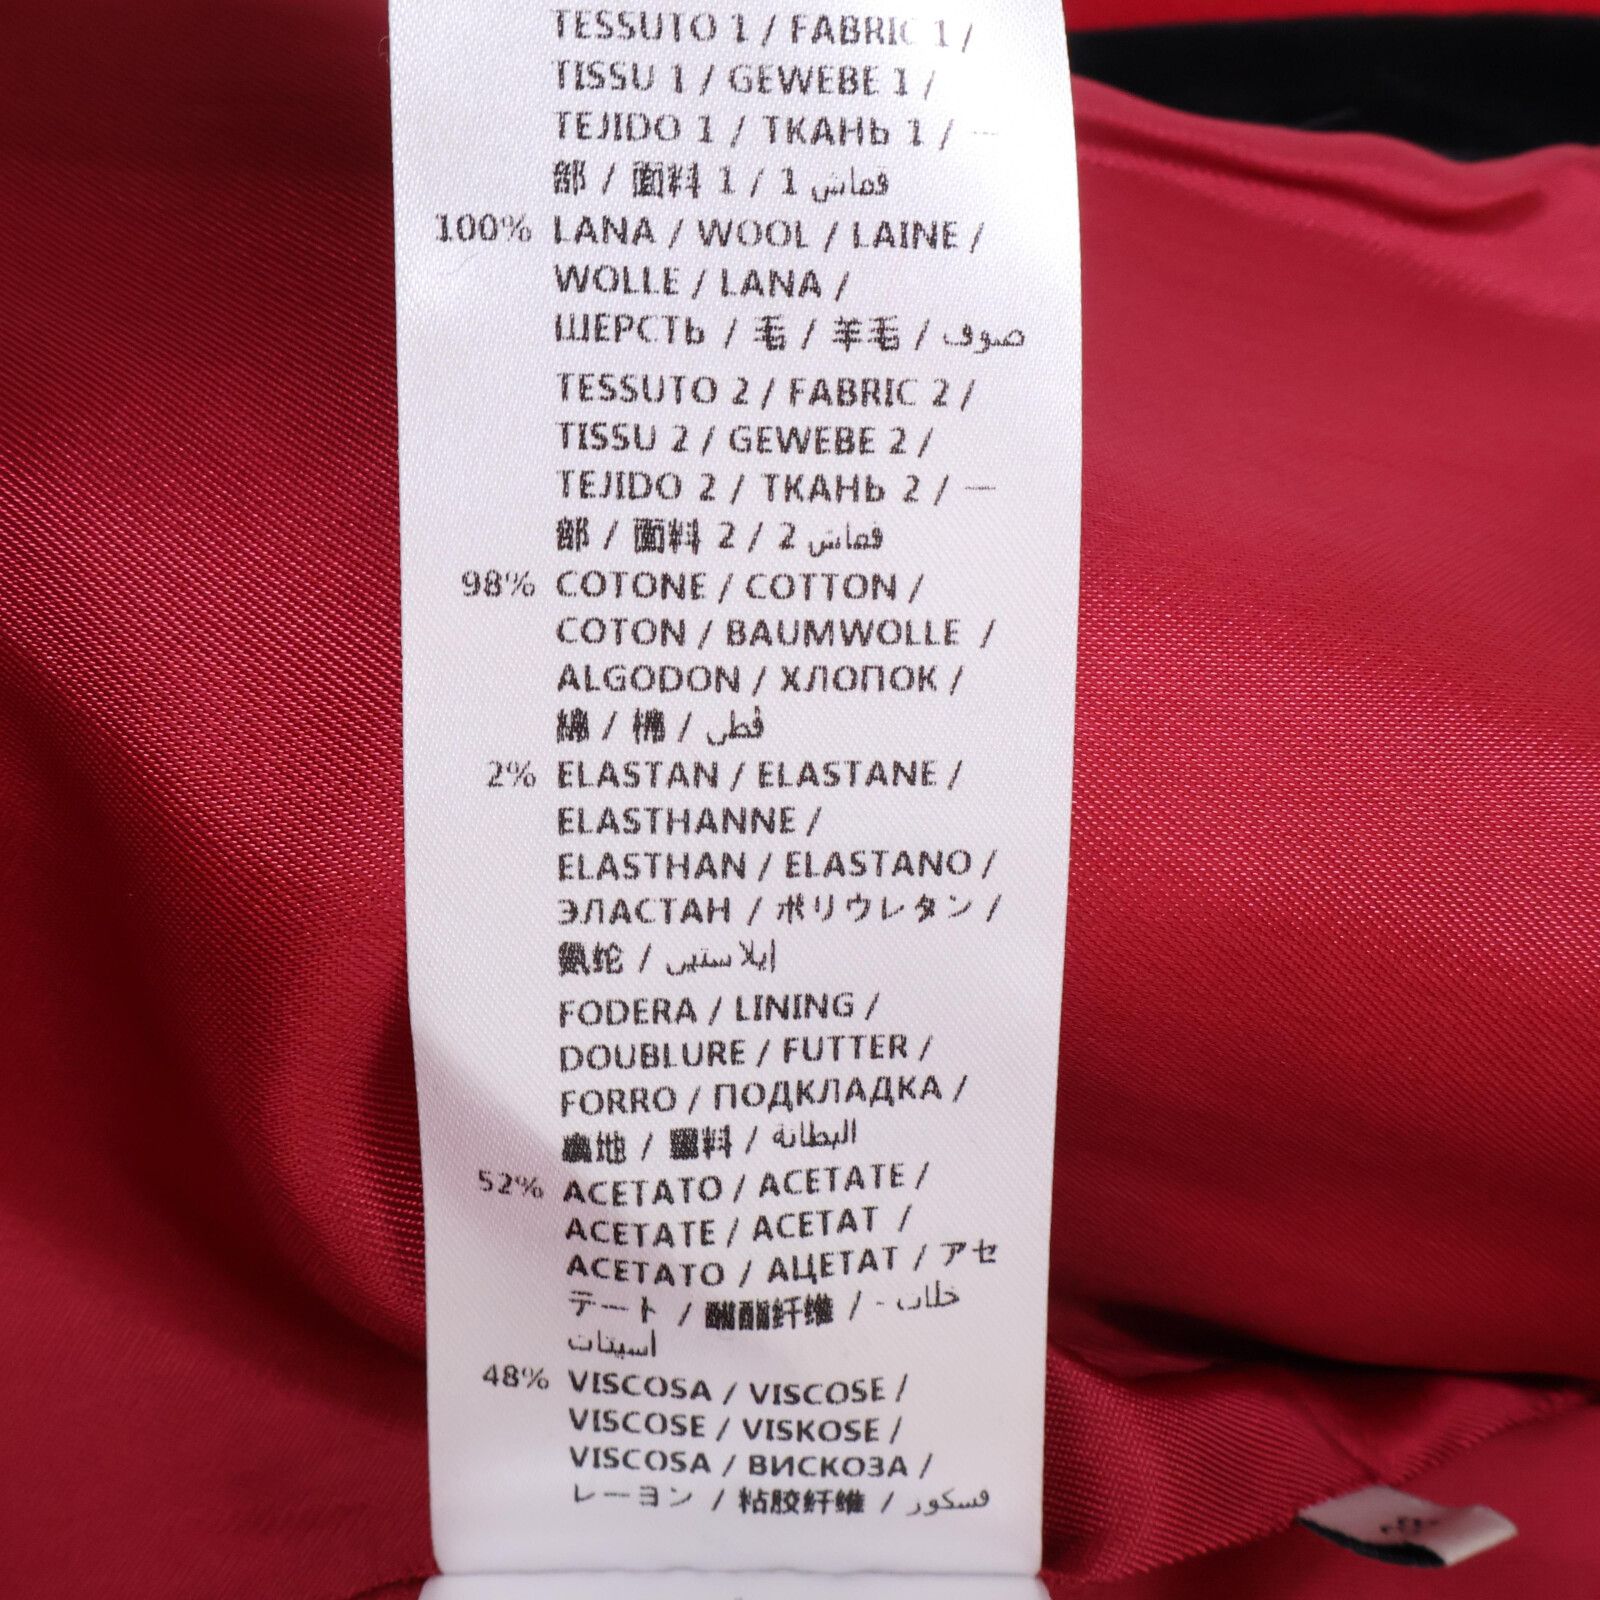 TESSUTO 1 / FABRIC 1 /
TISSU 1 / GEWEBE 1 /
TEJIDO 1 / ТКАНЬ 1 / 一
部 / 面料 1 / 1 قماش
100% LANA / WOOL / LAINE /
WOLLE / LANA /
ШЕРСТЬ / 毛 / 羊毛 / صوف
TESSUTO 2 / FABRIC 2 /
TISSU 2 / GEWEBE 2 /
TEJIDO 2 / ТКАНЬ 2 / 一
部 / 面料 2 / 2 قماش
98% COTONE / COTTON /
COTON / BAUMWOLLE /
ALGODON / ХЛОПОК /
綿 / 棉 / قطن
2% ELASTAN / ELASTANE /
ELASTHANNE /
ELASTHAN / ELASTANO /
ЭЛАСТАН / ポリウレタン /
氨纶 / إيلاستين
FODERA / LINING /
DOUBLURE / FUTTER /
FORRO / ПОДКЛАДКА /
裏地 / 里料 / البطانة
52% ACETATO / ACETATE /
ACETATE / ACETAT /
ACETATO / АЦЕТАТ / アセ
テート / 醋酯纤维 / - خلات
أسيتات
48% VISCOSA / VISCOSE /
VISCOSE / VISKOSE /
VISCOSA / ВИСКОЗА /
レーヨン / 粘胶纤维 / فسكوز